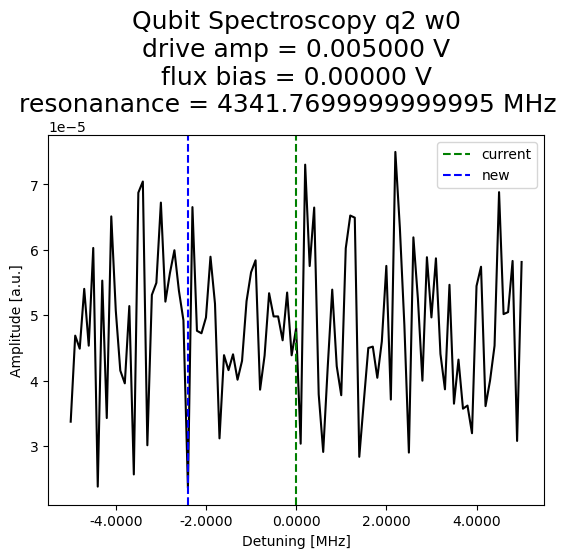 Qubit Spectroscopy q2 w0
drive amp = 0.005000 V
flux bias = 0.00000 V
resonanance = 4341.7699999999995 MHz
1e−5
current
new
7
6
5
4
3
Amplitude [a.u.]
-4.0000 -2.0000 0.0000 2.0000 4.0000
Detuning [MHz]